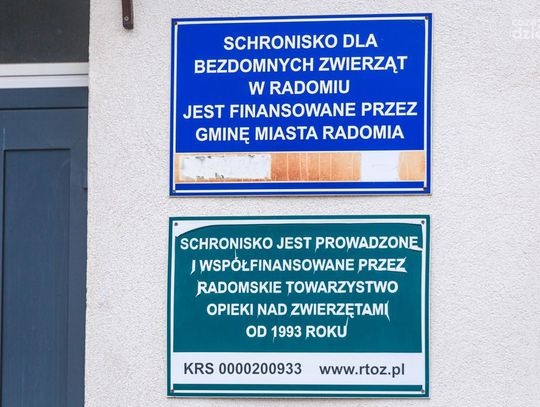 SCHRONISKO DLA
BEZDOMNYCH ZWIERZĄT
W RADOMIU
JEST FINANSOWANE PRZEZ
GMINĘ MIASTA RADOMIA
SCHRONISKO JEST PROWADZONE
I WSPÓŁFINANSOWANE PRZEZ
RADOMSKIE TOWARZYSTWO
OPIEKI NAD ZWIERZĘTAMI
OD 1993 ROKU
KRS 0000200933 www.rtoz.pl